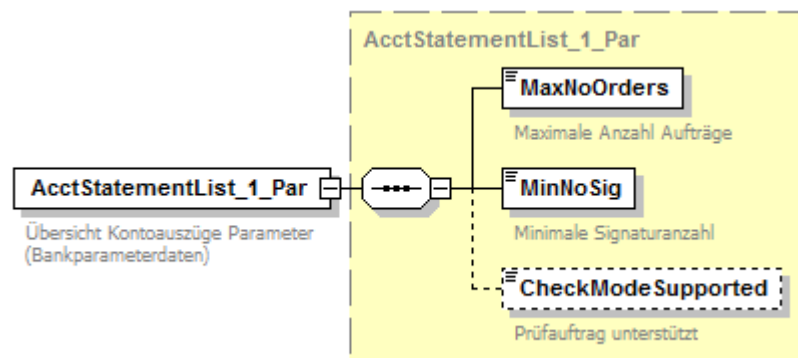 AcctStatementList_1_Par
MaxNoOrders
Maximale Anzahl Aufträge
AcctStatementList_1_Par
Übersicht Kontoauszüge Parameter
(Bankparameterdaten)
MinNoSig
Minimale Signaturanzahl
CheckModeSupported
Prüfauftrag unterstützt